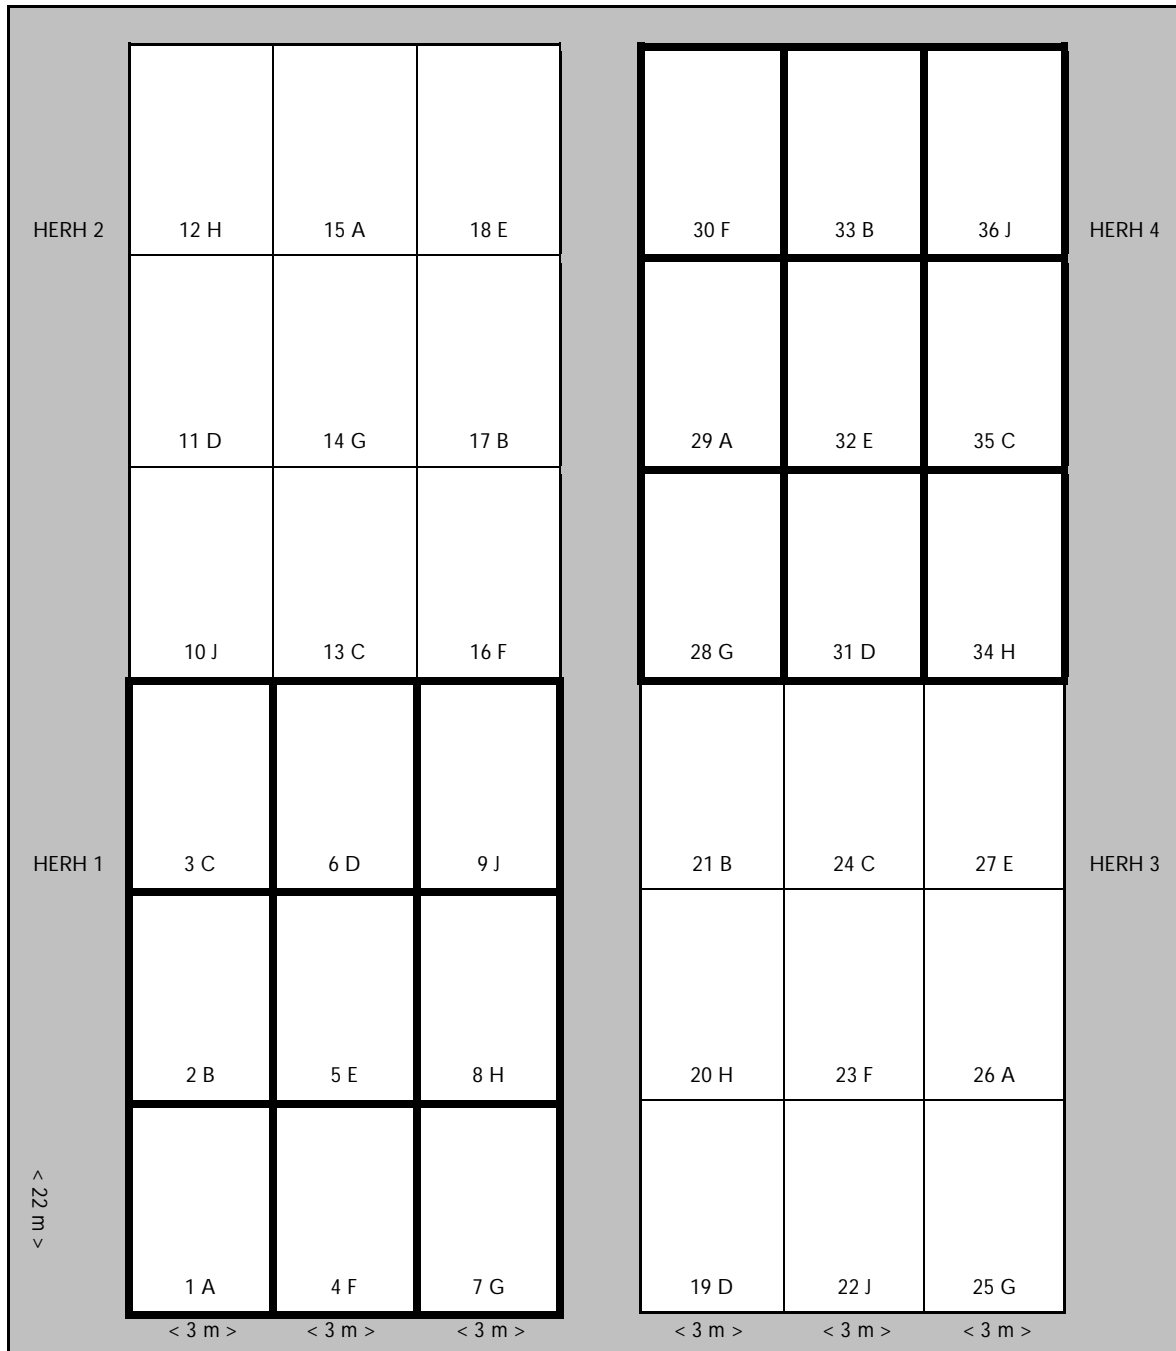 HERH 2 12 H 15 A 18 E 30 F 33 B 36 J HERH 4
11 D 14 G 17 B 29 A 32 E 35 C
10 J 13 C 16 F 28 G 31 D 34 H
HERH 1 3 C 6 D 9 J 21 B 24 C 27 E HERH 3
2 B 5 E 8 H 20 H 23 F 26 A
< 22 m >
1 A 4 F 7 G 19 D 22 J 25 G
< 3 m > < 3 m > < 3 m > < 3 m > < 3 m > < 3 m >